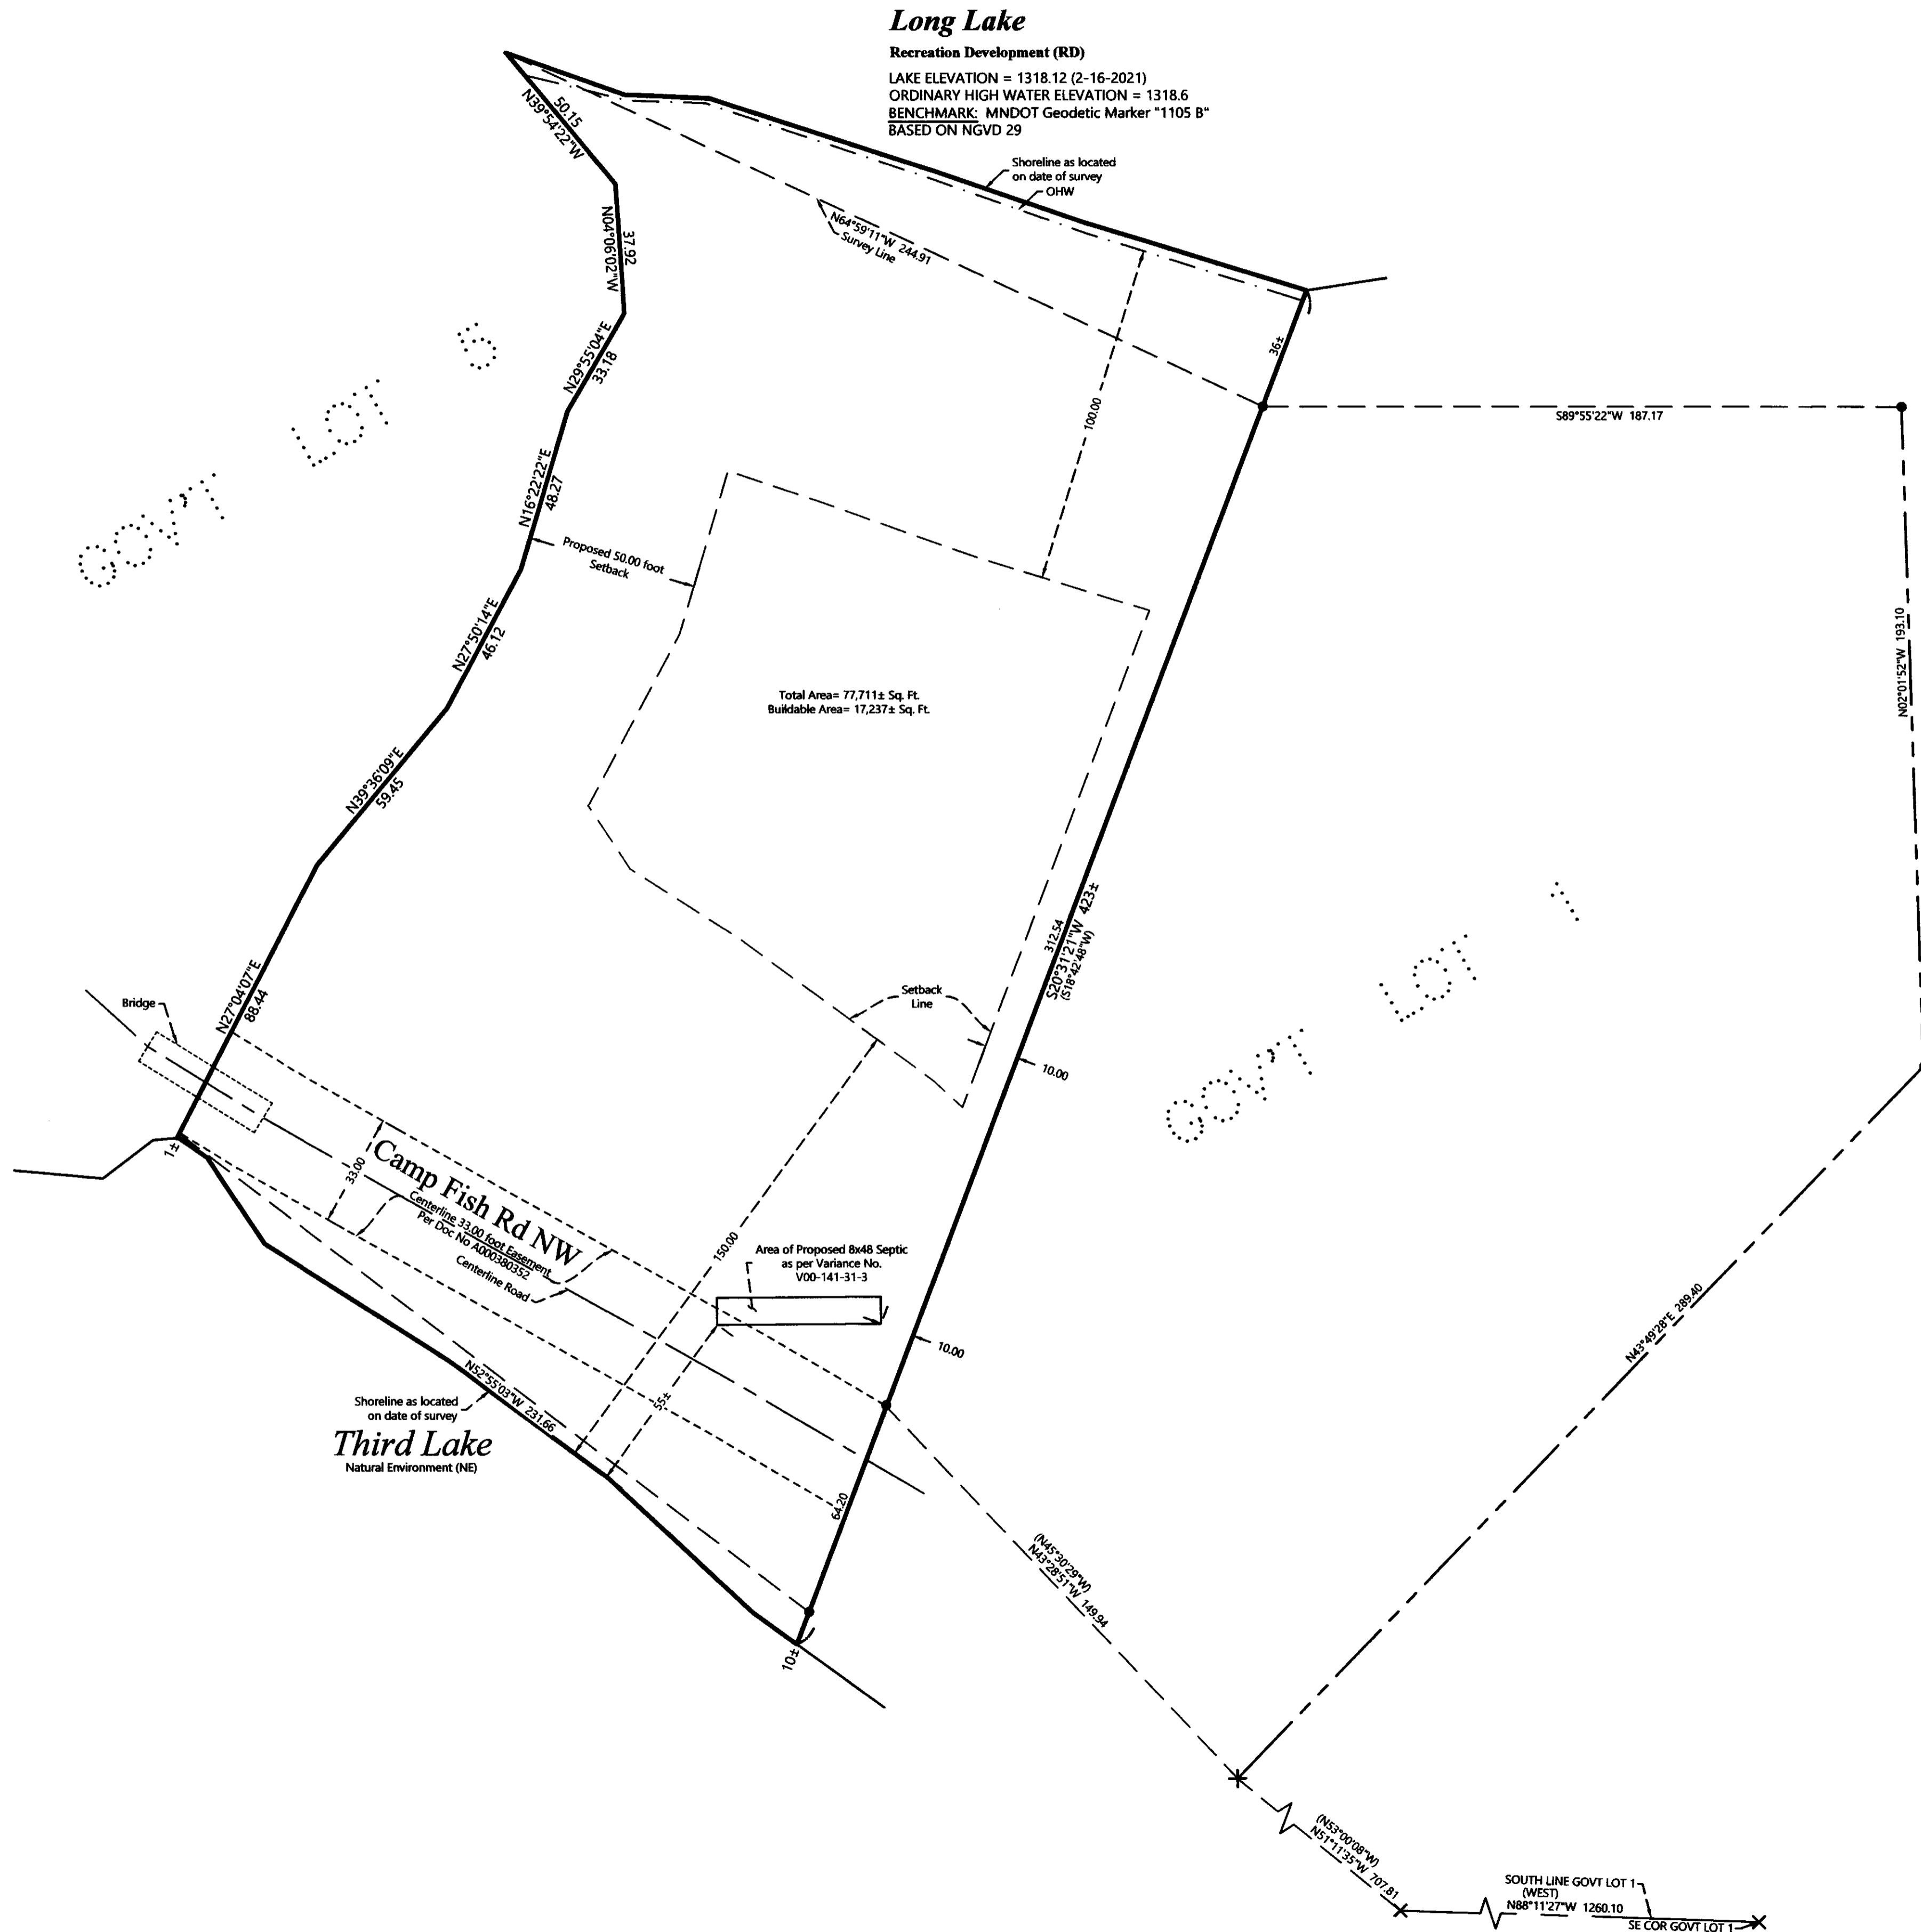 Long Lake
Recreation Development (RD)
LAKE ELEVATION = 1318.12 (2-16-2021)
ORDINARY HIGH WATER ELEVATION = 1318.6
BENCHMARK: MNDOT Geodetic Marker "1105 B"
BASED ON NGVD 29
Shoreline as located
on date of survey
OHW
50.15
N39°54'22"W
N64°59'11"W 244.91
Survey Line
37.92
N04°06'02"W
36±
N29°55'04"E
33.18
GOVT LOT 5
100.00
S89°55'22"W 187.17
N16°22'22"E
48.27
Proposed 50.00 foot
Setback
N27°50'14"E
46.12
N02°01'52"W 193.10
Total Area= 77,711± Sq. Ft.
Buildable Area= 17,237± Sq. Ft.
N39°36'09"E
59.45
312.54
S20°31'21"W 423±
(S18°42'48"W)
GOVT LOT 1
N27°04'07"E
88.44
Bridge
Setback
Line
10.00
1±
33.00
Camp Fish Rd NW
Centerline 33.00 foot Easement
Per Doc No A000380352
Centerline Road
150.00
Area of Proposed 8x48 Septic
as per Variance No.
V00-141-31-3
10.00
N43°49'28"E 289.40
N52°55'03"W 231.66
55±
Shoreline as located
on date of survey
Third Lake
Natural Environment (NE)
64.20
(N45°30'29"W)
N43°28'51"W 149.94
10±
(N53°00'08"W)
N51°11'35"W 707.81
SOUTH LINE GOVT LOT 1
(WEST)
N88°11'27"W 1260.10
SE COR GOVT LOT 1